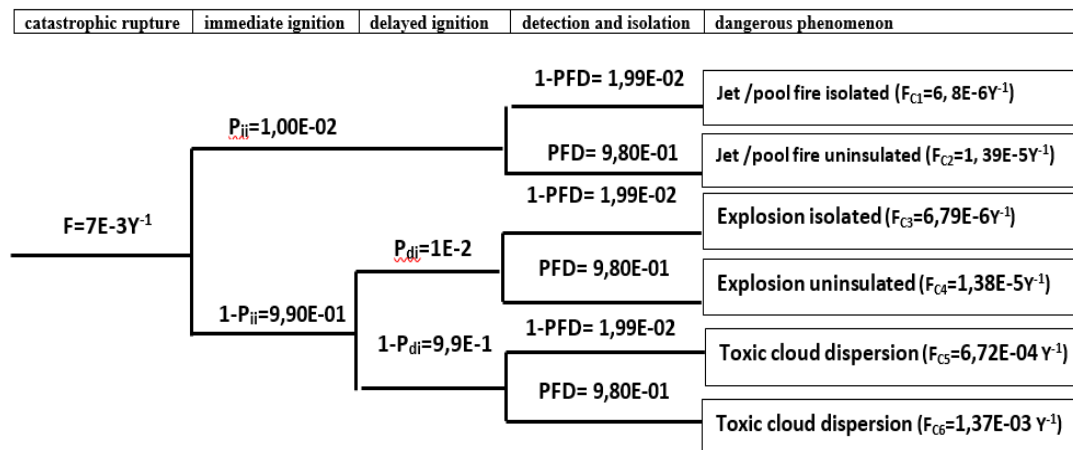 catastrophic rupture immediate ignition delayed ignition detection and isolation dangerous phenomenon
1-PFD= 1,99E-02
Jet /pool fire isolated (FC1=6, 8E-6Y-1)
Pii=1,00E-02
PFD= 9,80E-01
Jet /pool fire uninsulated (FC2=1, 39E-5Y-1)
1-PFD= 1,99E-02
Explosion isolated (FC3=6,79E-6Y-1)
F=7E-3Y-1
Pdi=1E-2
PFD= 9,80E-01
Explosion uninsulated (FC4=1,38E-5Y-1)
1-Pii=9,90E-01
1-PFD= 1,99E-02
1-Pdi=9,9E-1
Toxic cloud dispersion (FC5=6,72E-04 Y-1)
PFD= 9,80E-01
Toxic cloud dispersion (FC6=1,37E-03 Y-1)